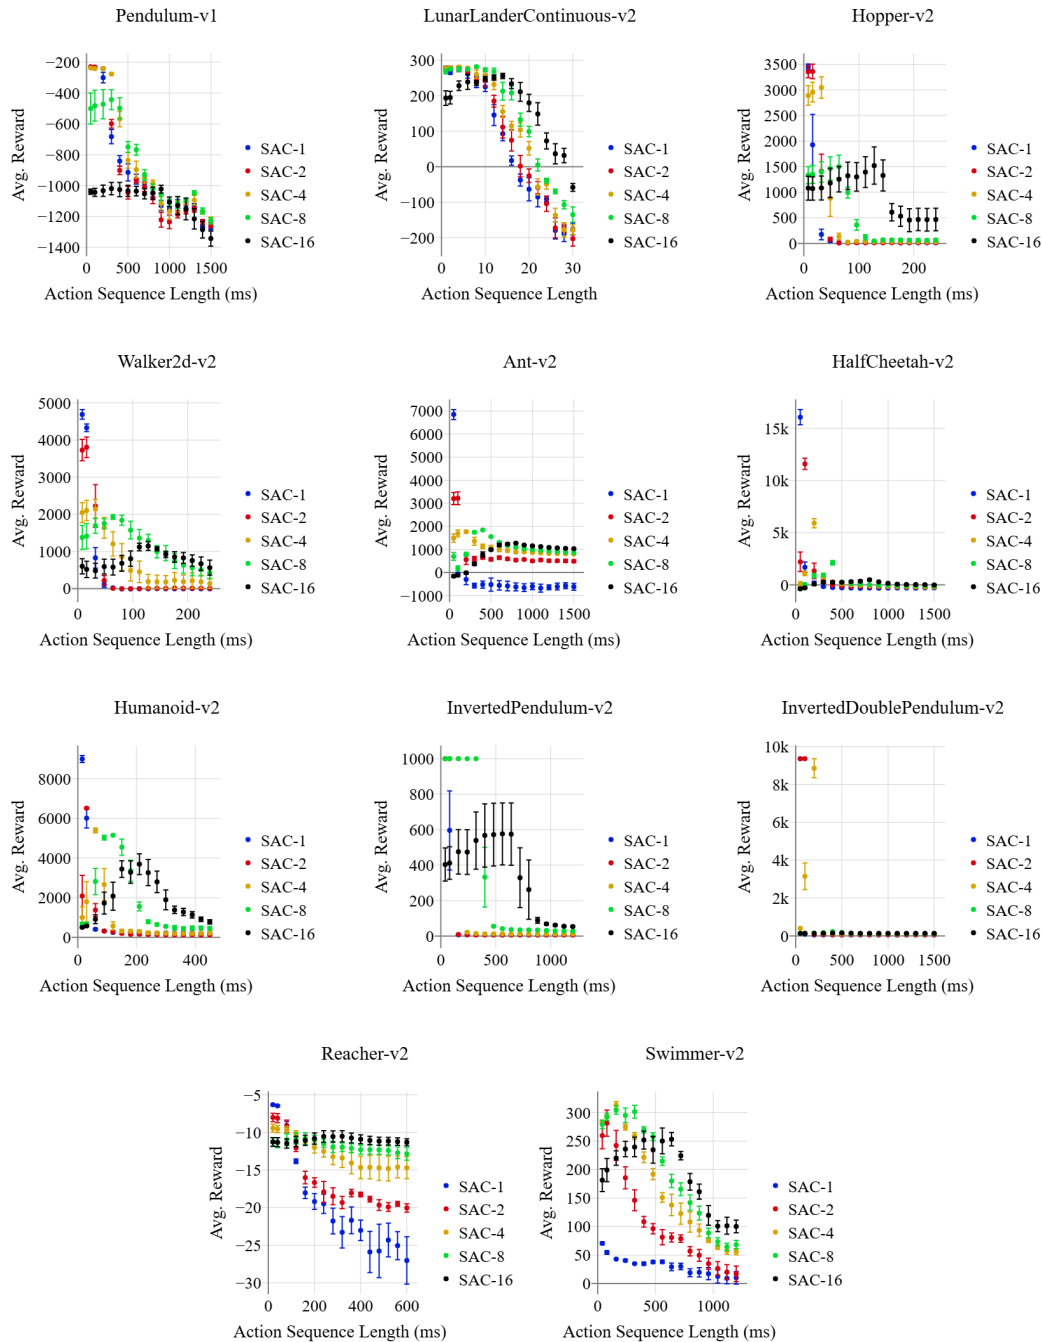 Pendulum-v1
−200
−400
−600
−800
−1000
−1200
−1400
0 500 1000 1500
Avg. Reward
Action Sequence Length (ms)
SAC-1
SAC-2
SAC-4
SAC-8
SAC-16
LunarLanderContinuous-v2
300
200
100
0
−100
−200
0 10 20 30
Avg. Reward
Action Sequence Length
SAC-1
SAC-2
SAC-4
SAC-8
SAC-16
Hopper-v2
3500
3000
2500
2000
1500
1000
500
0
0 100 200
Avg. Reward
Action Sequence Length (ms)
SAC-1
SAC-2
SAC-4
SAC-8
SAC-16
Walker2d-v2
5000
4000
3000
2000
1000
0
0 100 200
Avg. Reward
Action Sequence Length (ms)
SAC-1
SAC-2
SAC-4
SAC-8
SAC-16
Ant-v2
7000
6000
5000
4000
3000
2000
1000
0
−1000
0 500 1000 1500
Avg. Reward
Action Sequence Length (ms)
SAC-1
SAC-2
SAC-4
SAC-8
SAC-16
HalfCheetah-v2
15k
10k
5k
0
0 500 1000 1500
Avg. Reward
Action Sequence Length (ms)
SAC-1
SAC-2
SAC-4
SAC-8
SAC-16
Humanoid-v2
8000
6000
4000
2000
0
0 200 400
Avg. Reward
Action Sequence Length (ms)
SAC-1
SAC-2
SAC-4
SAC-8
SAC-16
InvertedPendulum-v2
1000
800
600
400
200
0
0 500 1000
Avg. Reward
Action Sequence Length (ms)
SAC-1
SAC-2
SAC-4
SAC-8
SAC-16
InvertedDoublePendulum-v2
10k
8k
6k
4k
2k
0
0 500 1000 1500
Avg. Reward
Action Sequence Length (ms)
SAC-1
SAC-2
SAC-4
SAC-8
SAC-16
Reacher-v2
−5
−10
−15
−20
−25
−30
0 200 400 600
Avg. Reward
Action Sequence Length (ms)
SAC-1
SAC-2
SAC-4
SAC-8
SAC-16
Swimmer-v2
300
250
200
150
100
50
0
0 500 1000
Avg. Reward
Action Sequence Length (ms)
SAC-1
SAC-2
SAC-4
SAC-8
SAC-16